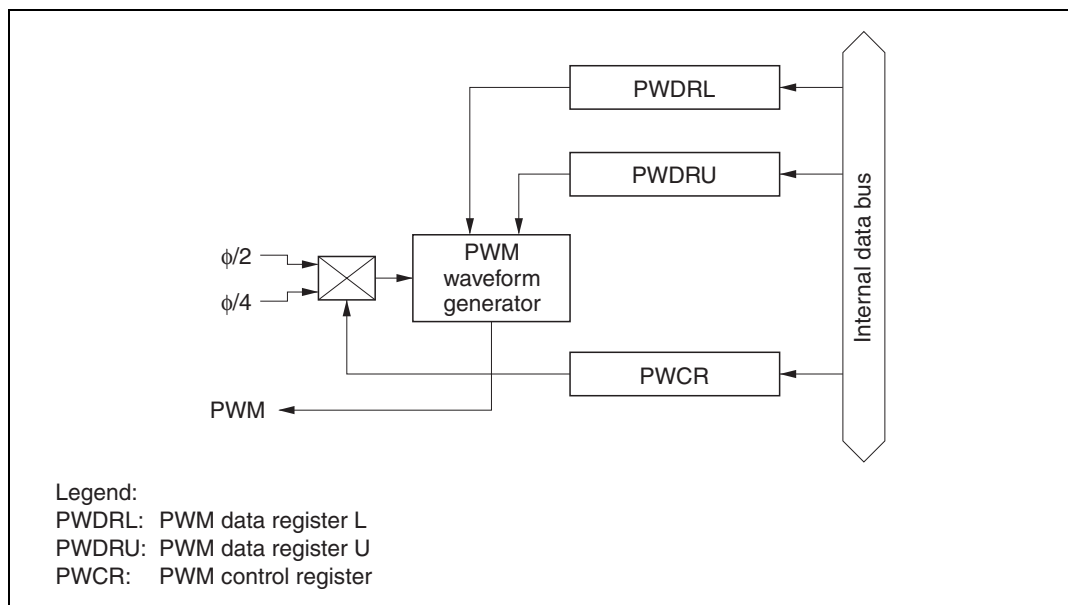 PWDRL
PWDRU
Internal data bus
ϕ/2
ϕ/4
PWM
waveform
generator
PWCR
PWM
Legend:
PWDRL: PWM data register L
PWDRU: PWM data register U
PWCR: PWM control register